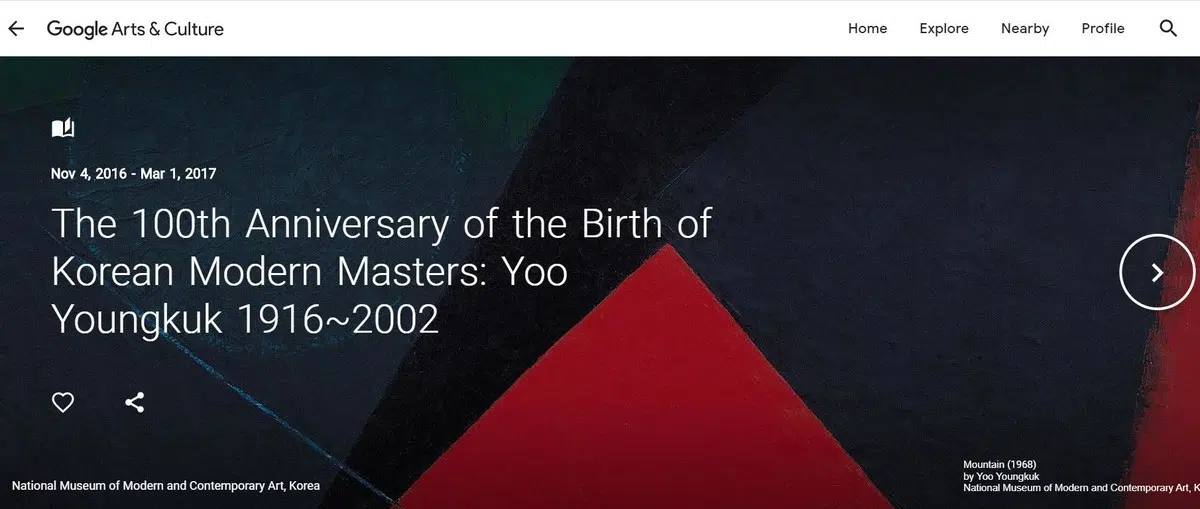 Google Arts & Culture
Home
Explore
Nearby
Profile
Nov 4, 2016 - Mar 1, 2017
The 100th Anniversary of the Birth of
Korean Modern Masters: Yoo
Youngkuk 1916~2002
National Museum of Modern and Contemporary Art, Korea
Mountain (1968)
by Yoo Youngkuk
National Museum of Modern and Contemporary Art, K